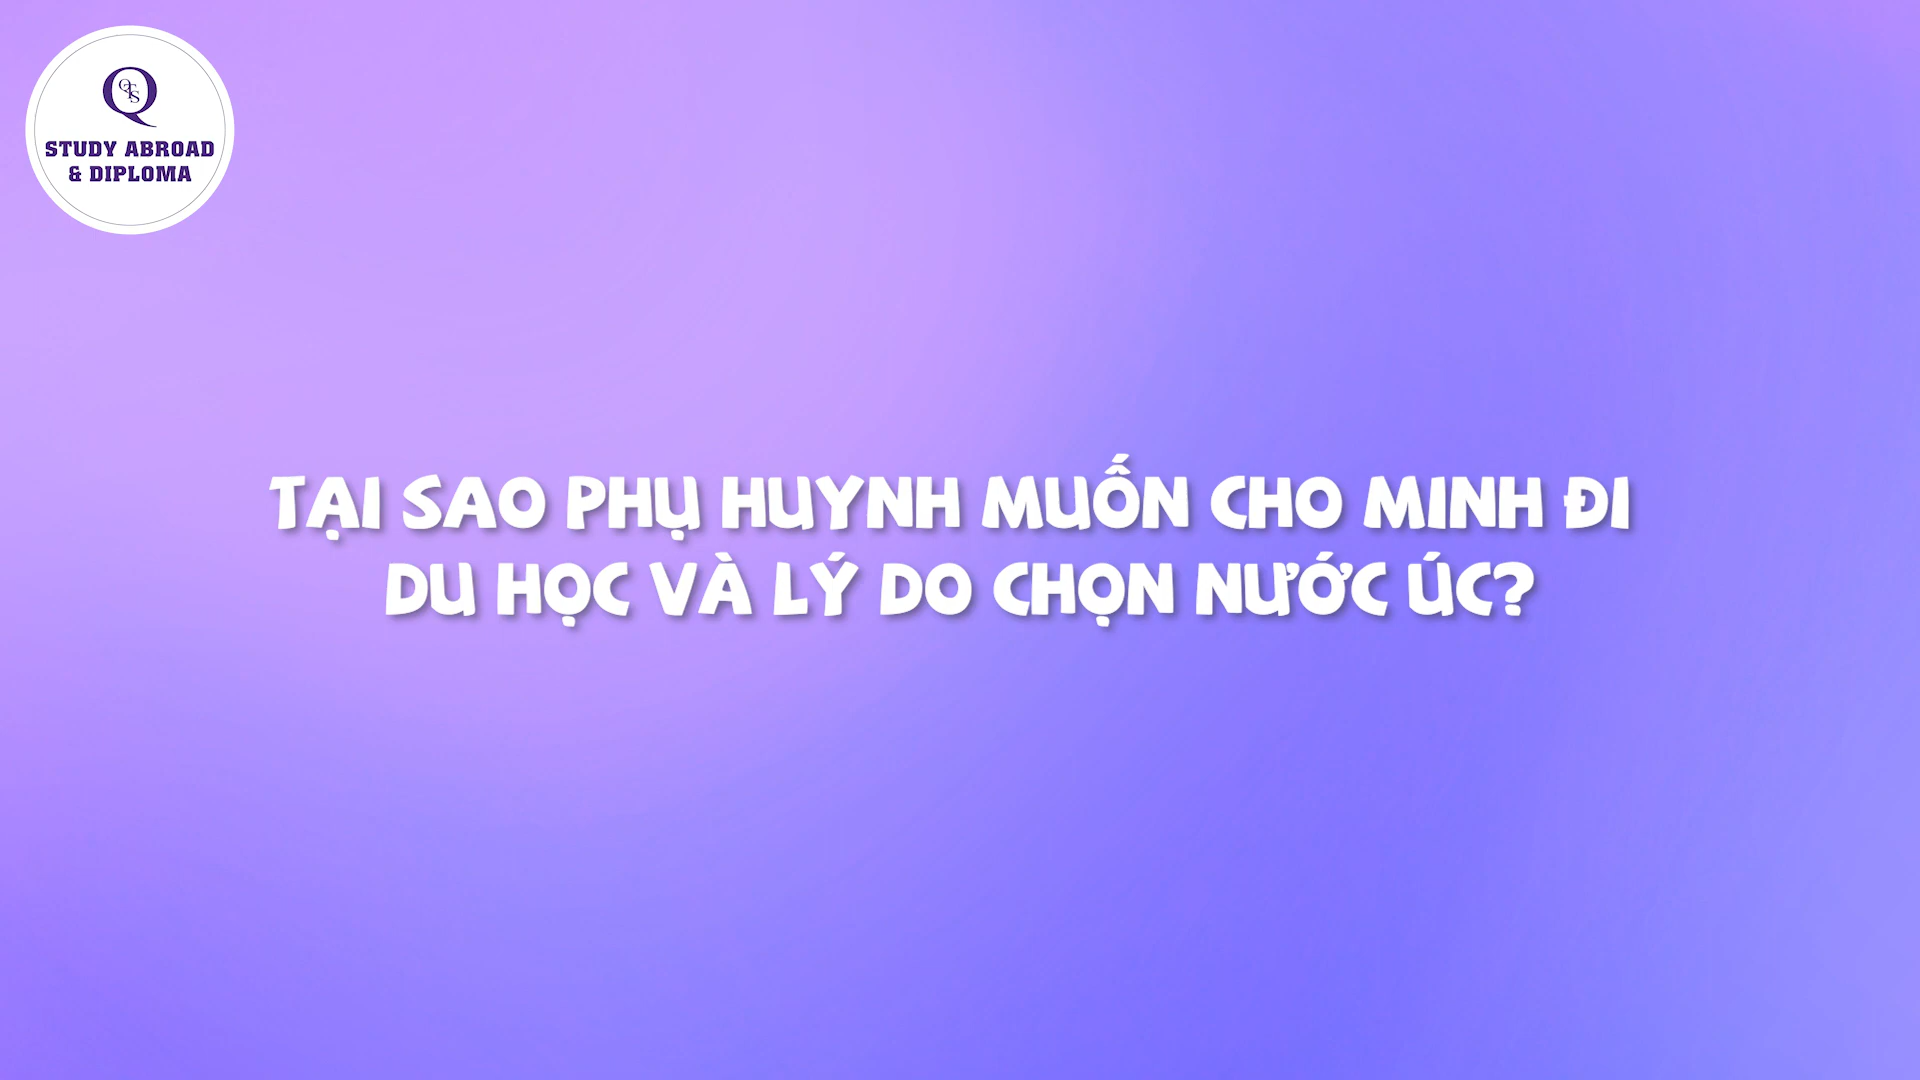 Q
QTS
STUDY ABROAD
& DIPLOMA
TẠI SAO PHỤ HUYNH MUỐN CHO MINH ĐI
DU HỌC VÀ LÝ DO CHỌN NƯỚC ÚC?